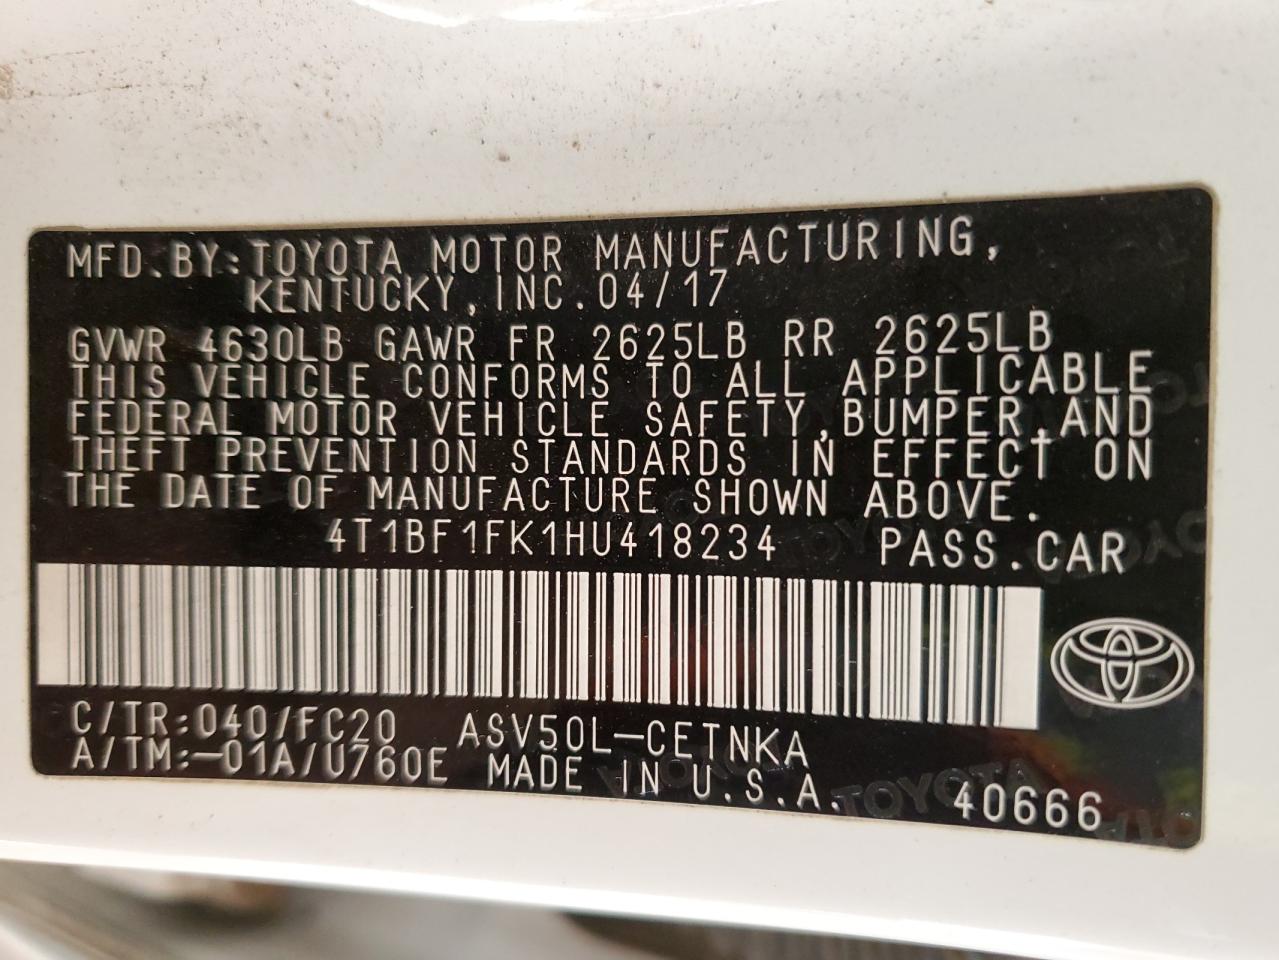 MFD.BY:TOYOTA MOTOR MANUFACTURING,
KENTUCKY,INC.04/17
GVWR 4630LB GAWR FR 2625LB RR 2625LB
THIS VEHICLE CONFORMS TO ALL APPLICABLE
FEDERAL MOTOR VEHICLE SAFETY,BUMPER,AND
THEFT PREVENTION STANDARDS IN EFFECT ON
THE DATE OF MANUFACTURE SHOWN ABOVE.
4T1BF1FK1HU418234 PASS.CAR
C/TR:040/FC20 ASV50L-CETNKA
A/TM:-01A/U760E MADE IN U.S.A. 40666
TOYOTA